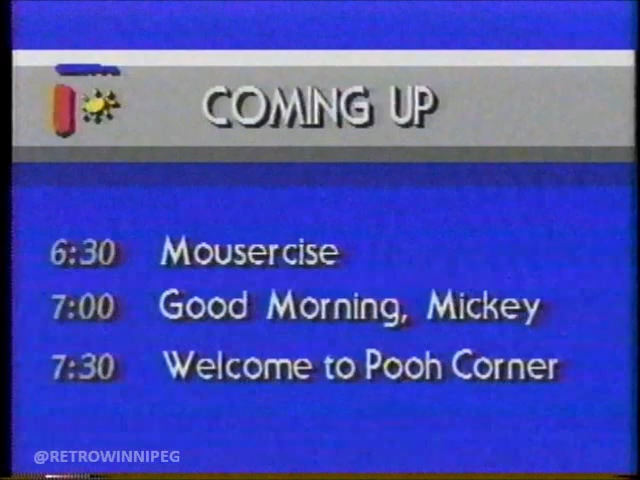 COMING UP
6:30 Mousercise
7:00 Good Morning, Mickey
7:30 Welcome to Pooh Corner
@RETROWINNIPEG